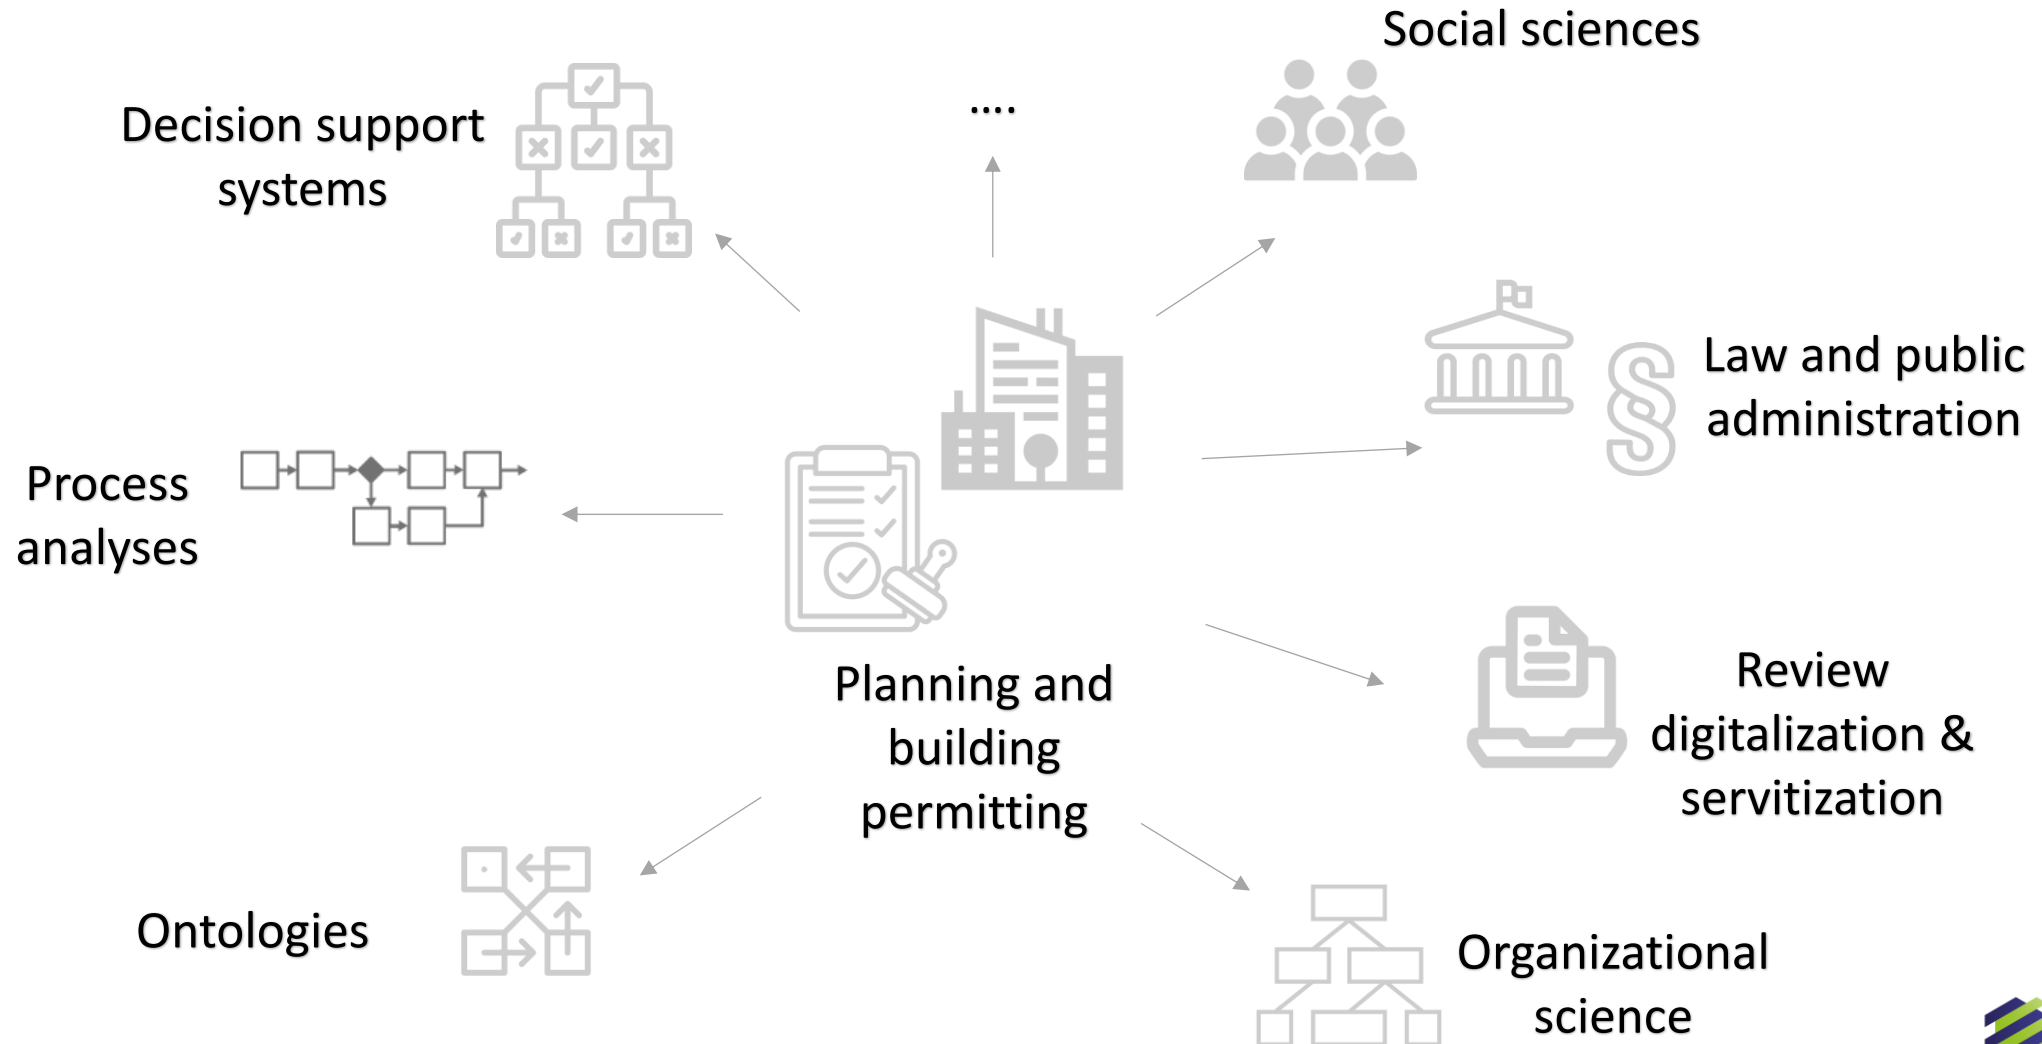 Social sciences
Decision support
systems
....
Law and public
administration
Process
analyses
Planning and
building
permitting
Review
digitalization &
servitization
Ontologies
Organizational
science